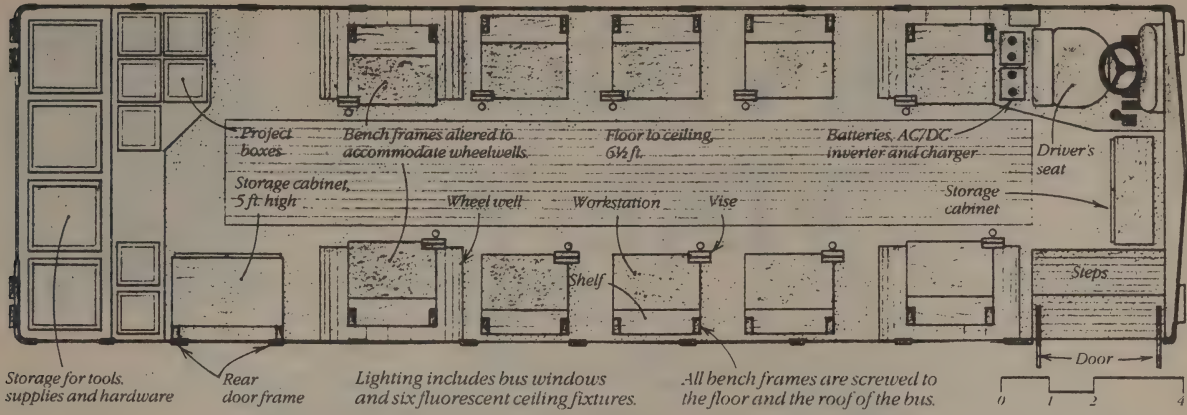 Project
boxes
Bench frames altered to
accommodate wheelwells.
Floor to ceiling,
6½ ft.
Batteries, AC/DC
inverter and charger
Driver's
seat
Storage cabinet,
5 ft. high
Wheel well
Workstation
Vise
Storage
cabinet
Shelf
Steps
Door
Storage for tools,
supplies and hardware
Rear
door frame
Lighting includes bus windows
and six fluorescent ceiling fixtures.
All bench frames are screwed to
the floor and the roof of the bus.
0 1 2 4